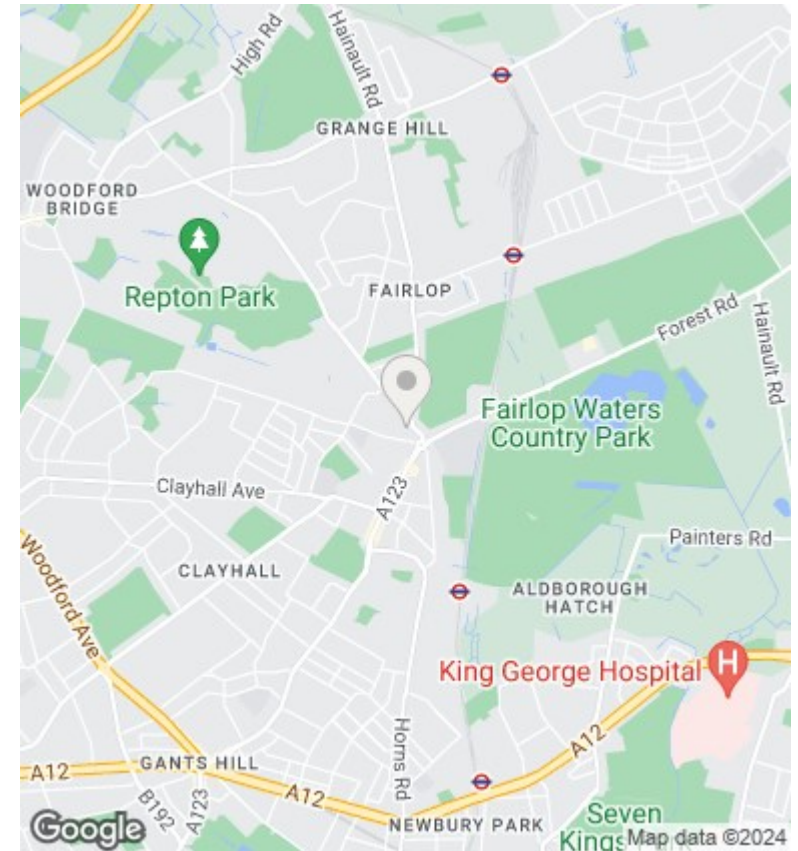 High Rd
Hainault Rd
GRANGE HILL
WOODFORD
BRIDGE
Repton Park
FAIRLOP
Forest Rd
Hainault Rd
Fairlop Waters
Country Park
Clayhall Ave
A123
Painters Rd
Woodford Ave
CLAYHALL
ALDBOROUGH
HATCH
King George Hospital
H
Horns Rd
A12
GANTS HILL
A12
A12
B192
A123
NEWBURY PARK
Seven
Kings
Google
Map data ©2024